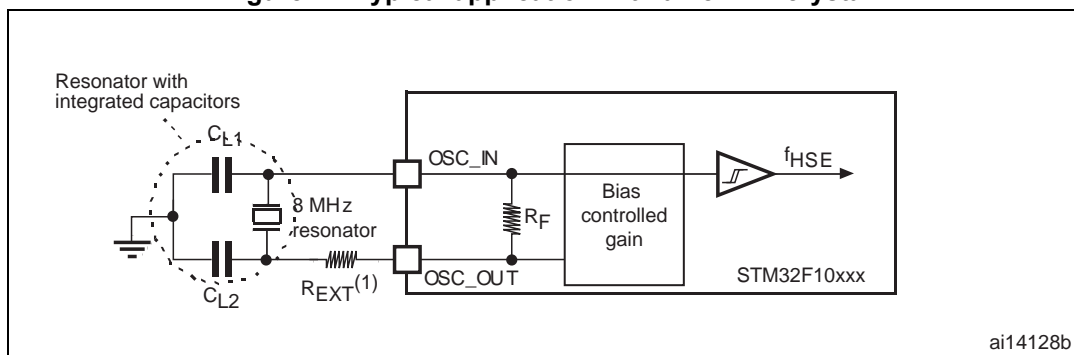 Resonator with
integrated capacitors
CL1
OSC_IN
fHSE
8 MHz
resonator
RF
Bias
controlled
gain
REXT(1)
OSC_OUT
STM32F10xxx
CL2
ai14128b